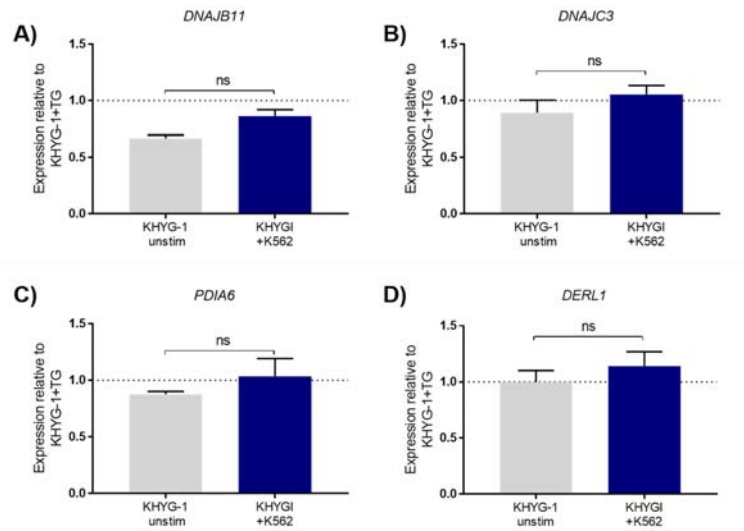 A)
DNAJB11
Expression relative to
KHYG-1+TG
1.5
1.0
0.5
0.0
ns
KHYG-1
unstim
KHYGI
+K562
B)
DNAJC3
Expression relative to
KHYG-1+TG
1.5
1.0
0.5
0.0
ns
KHYG-1
unstim
KHYGI
+K562
C)
PDIA6
Expression relative to
KHYG-1+TG
1.5
1.0
0.5
0.0
ns
KHYG-1
unstim
KHYGI
+K562
D)
DERL1
Expression relative to
KHYG-1+TG
1.5
1.0
0.5
0.0
ns
KHYG-1
unstim
KHYGI
+K562